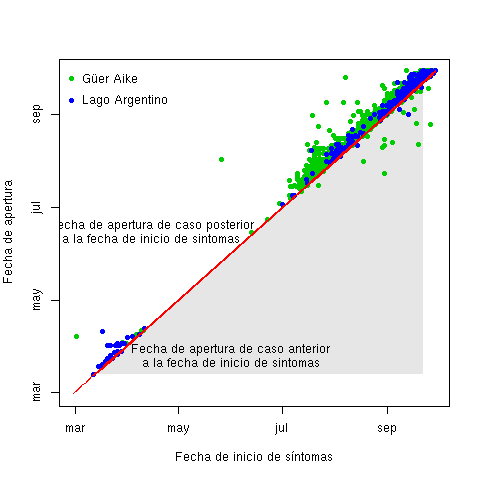 Güer Aike
Lago Argentino
echa de apertura de caso posterior
a la fecha de inicio de sintomas
Fecha de apertura de caso anterior
a la fecha de inicio de sintomas
Fecha de apertura
mar
may
jul
sep
mar
may
jul
sep
Fecha de inicio de síntomas